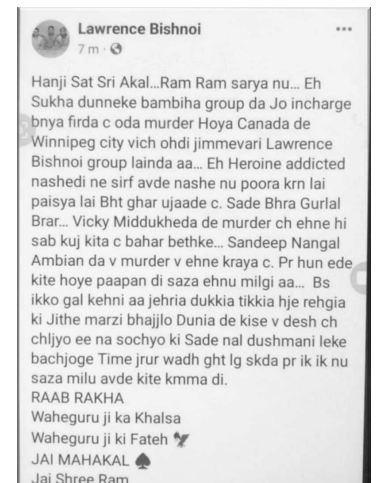 Lawrence Bishnoi
7 m ·
Hanji Sat Sri Akal...Ram Ram sarya nu... Eh
Sukha dunneke bambiha group da Jo incharge
bnya firda c oda murder Hoya Canada de
Winnipeg city vich ohdi jimmevari Lawrence
Bishnoi group lainda aa... Eh Heroine addicted
nashedi ne sirf avde nashe nu poora krn lai
paisya lai Bht ghar ujaade c. Sade Bhra Gurlal
Brar... Vicky Middukheda de murder ch ehne hi
sab kuj kita c bahar bethke... Sandeep Nangal
Ambian da v murder v ehne kraya c. Pr hun ede
kite hoye paapan di saza ehnu milgi aa... Bs
ikko gal kehni aa jehria dukkia tikkia hje rehgia
ki Jithe marzi bhajjlo Dunia de kise v desh ch
chljyo ee na sochyo ki Sade nal dushmani leke
bachjoge Time jrur wadh ght lg skda pr ik ik nu
saza milu avde kite kmma di.
RAAB RAKHA
Waheguru ji ka Khalsa
Waheguru ji ki Fateh
JAI MAHAKAL ♠
Jai Shree Ram